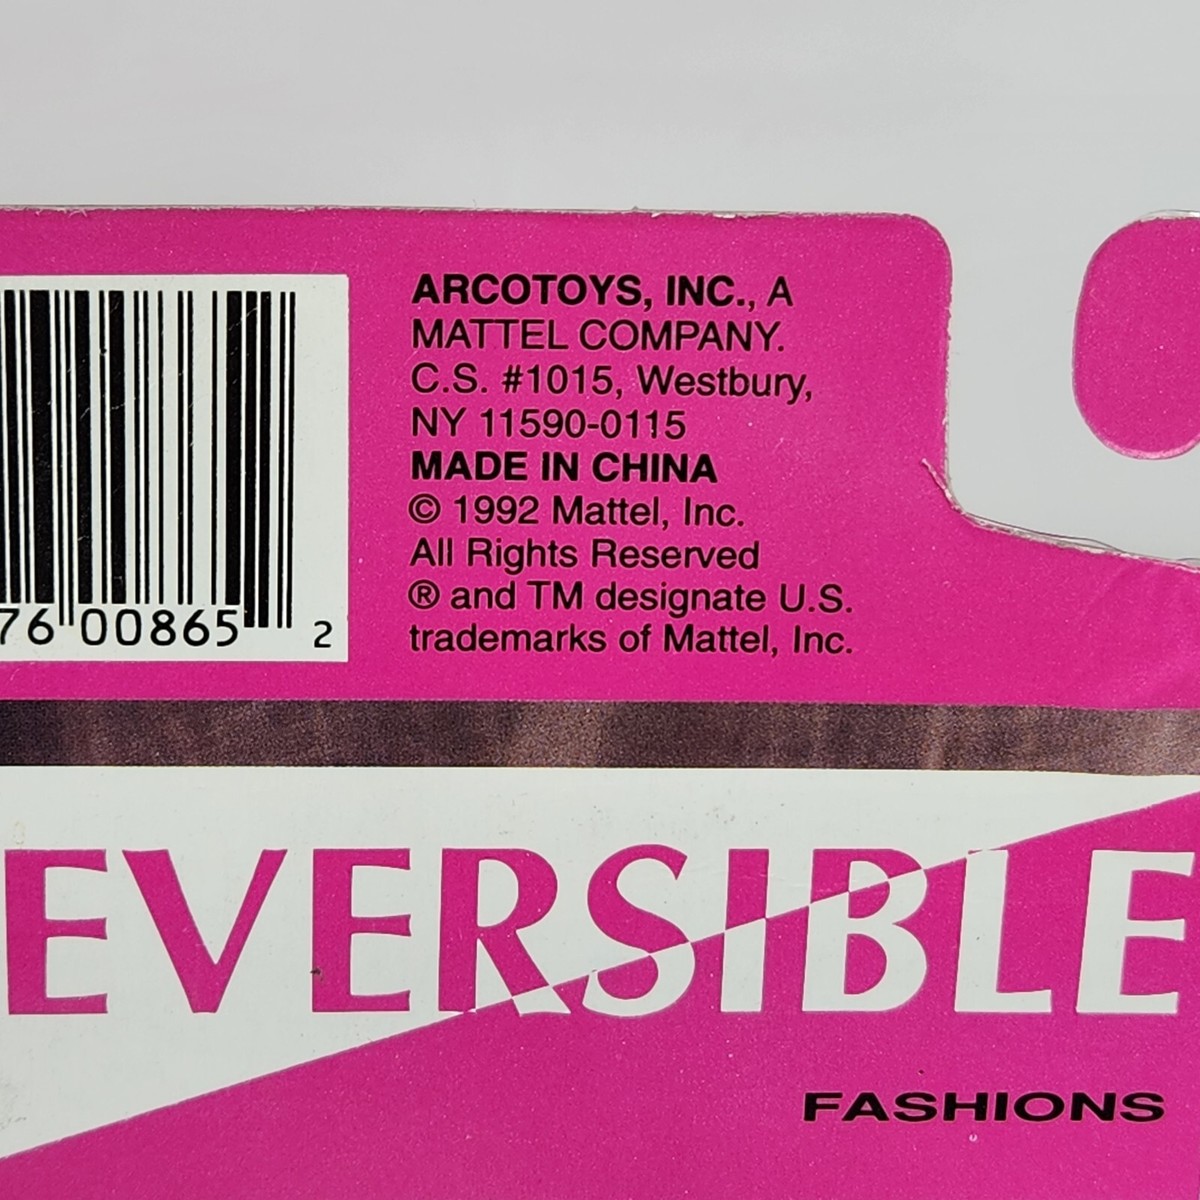 ARCOTOYS, INC., A
MATTEL COMPANY.
C.S. #1015, Westbury,
NY 11590-0115
MADE IN CHINA
© 1992 Mattel, Inc.
All Rights Reserved
® and TM designate U.S.
trademarks of Mattel, Inc.
76 00865 2
EVERSIBLE
FASHIONS